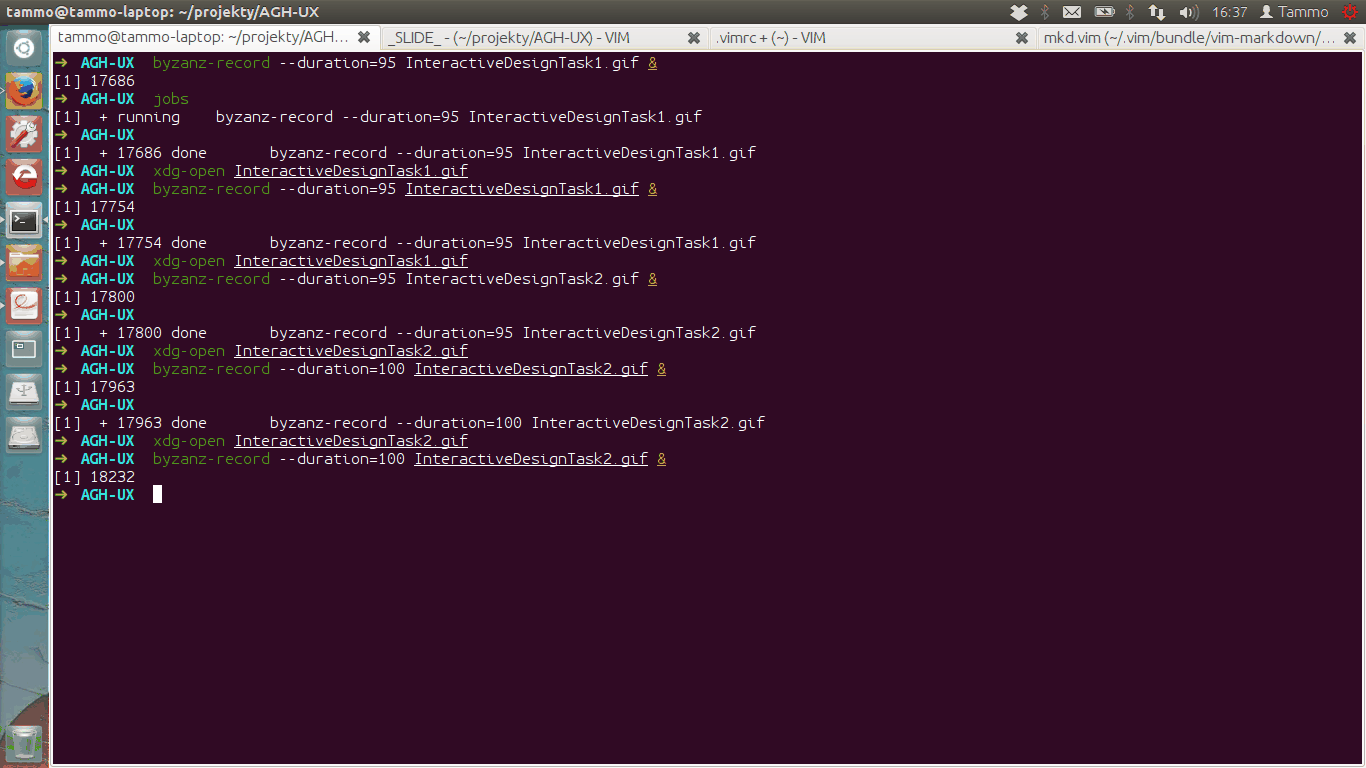 tammo@tammo-laptop: ~/projekty/AGH-UX
16:37 Tammo
tammo@tammo-laptop: ~/projekty/AGH... _SLIDE_ - (~/projekty/AGH-UX) - VIM .vimrc + (~) - VIM mkd.vim (~/.vim/bundle/vim-markdown/...
→ AGH-UX byzanz-record --duration=95 InteractiveDesignTask1.gif &
[1] 17686
→ AGH-UX jobs
[1] + running byzanz-record --duration=95 InteractiveDesignTask1.gif
→ AGH-UX
[1] + 17686 done byzanz-record --duration=95 InteractiveDesignTask1.gif
→ AGH-UX xdg-open InteractiveDesignTask1.gif
→ AGH-UX byzanz-record --duration=95 InteractiveDesignTask1.gif &
[1] 17754
→ AGH-UX
[1] + 17754 done byzanz-record --duration=95 InteractiveDesignTask1.gif
→ AGH-UX xdg-open InteractiveDesignTask1.gif
→ AGH-UX byzanz-record --duration=95 InteractiveDesignTask2.gif &
[1] 17800
→ AGH-UX
[1] + 17800 done byzanz-record --duration=95 InteractiveDesignTask2.gif
→ AGH-UX xdg-open InteractiveDesignTask2.gif
→ AGH-UX byzanz-record --duration=100 InteractiveDesignTask2.gif &
[1] 17963
→ AGH-UX
[1] + 17963 done byzanz-record --duration=100 InteractiveDesignTask2.gif
→ AGH-UX xdg-open InteractiveDesignTask2.gif
→ AGH-UX byzanz-record --duration=100 InteractiveDesignTask2.gif &
[1] 18232
→ AGH-UX